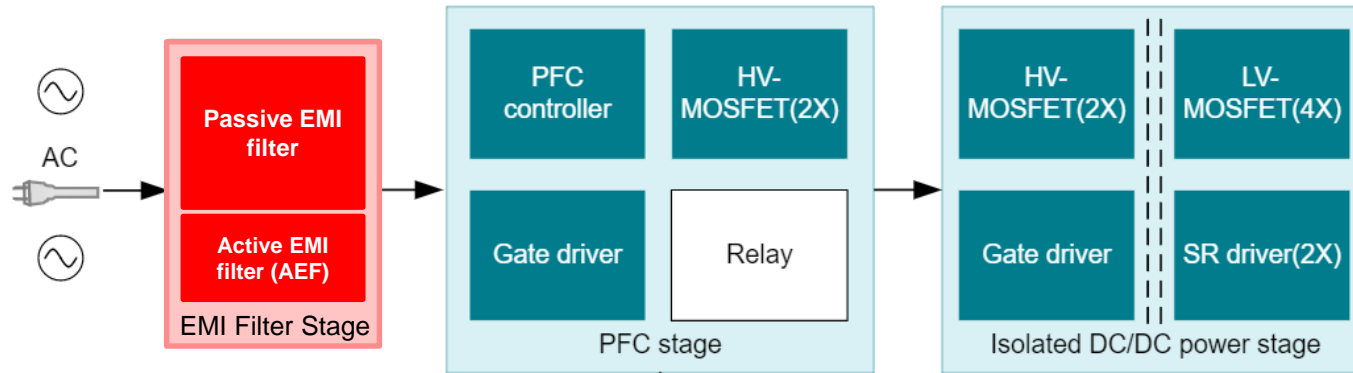 AC
Passive EMI
filter
Active EMI
filter (AEF)
EMI Filter Stage
PFC
controller
HV-
MOSFET(2X)
Gate driver
Relay
PFC stage
HV-
MOSFET(2X)
LV-
MOSFET(4X)
Gate driver
SR driver(2X)
Isolated DC/DC power stage